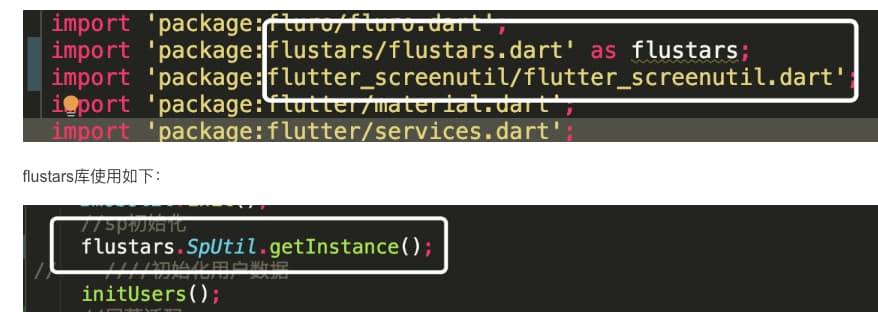 import 'package:fluro/fluro.dart';
import 'package:flustars/flustars.dart' as flustars;
import 'package:flutter_screenutil/flutter_screenutil.dart';
import 'package:flutter/material.dart';
import 'package:flutter/services.dart';
flustars库使用如下：
//sp初始化
flustars.SpUtil.getInstance();
// ////初始化用户数据
initUsers();